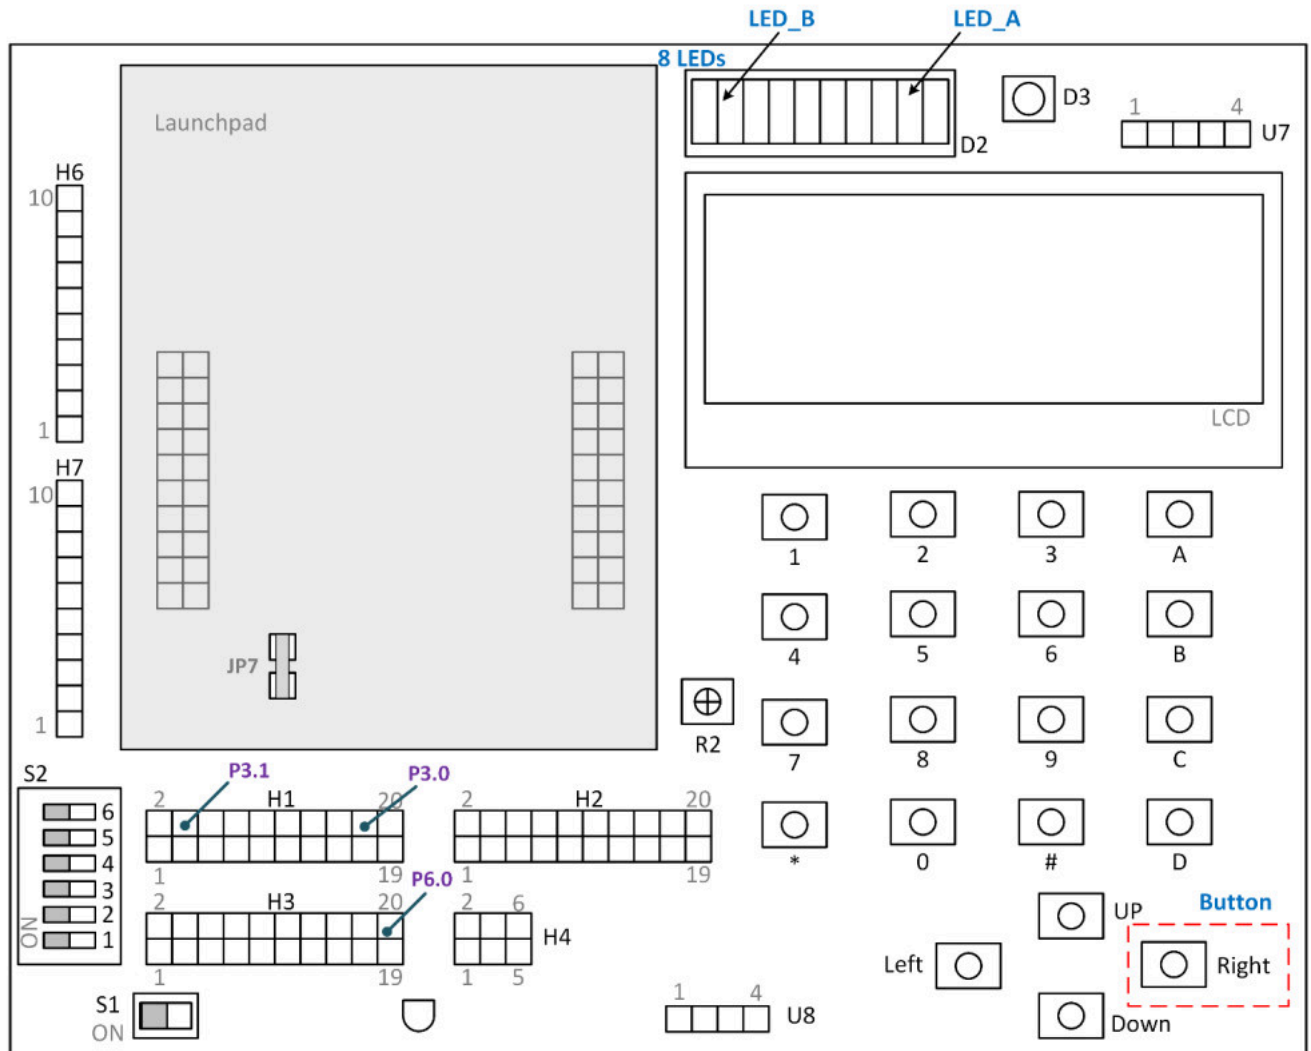 LED_B
LED_A
8 LEDs
D3
1 4
U7
D2
Launchpad
H6
10
1
LCD
H7
10
1
1 2 3 A
4 5 6 B
JP7
R2
7 8 9 C
S2
P3.1
P3.0
2 H1 20
2 H2 20
6
5
4
3
2
1
ON
1 19
1 19
* 0 # D
P6.0
2 H3 20
2 6
H4
1 19
1 5
UP
Button
Left
Right
Down
S1
ON
1 4
U8